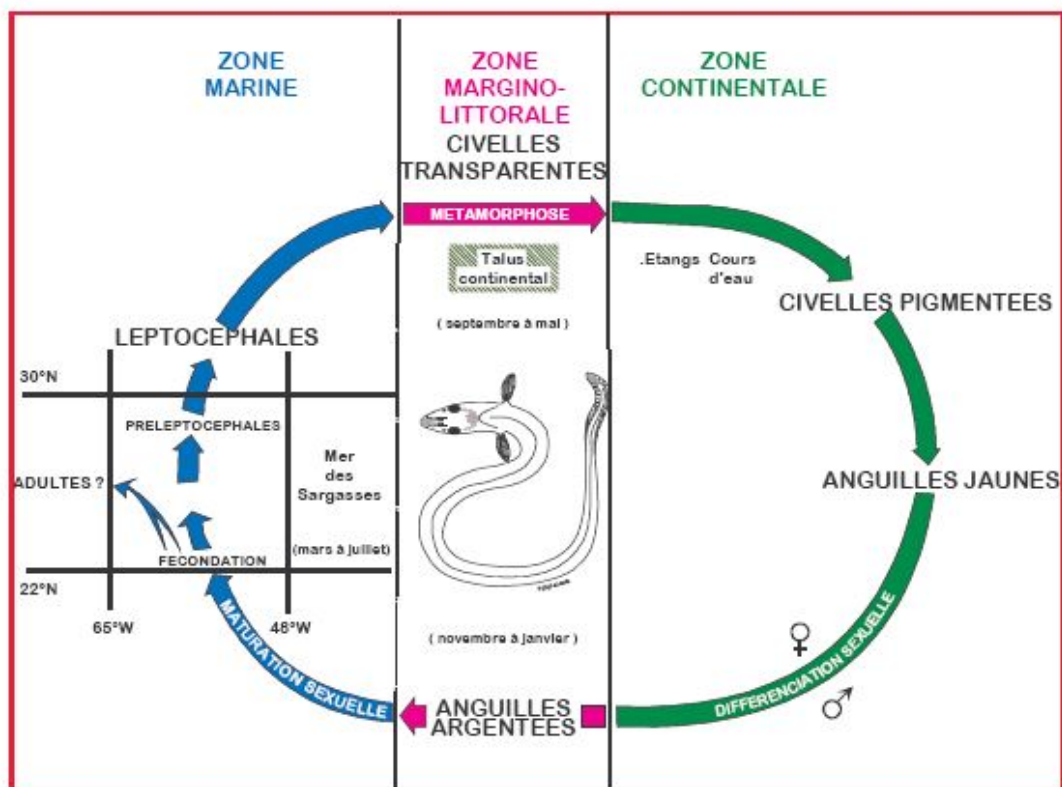 ZONE
MARINE
ZONE
MARGINO-
LITTORALE
ZONE
CONTINENTALE
CIVELLES
TRANSPARENTES
METAMORPHOSE
Talus
continental
( septembre à mai )
.Etangs Cours
d'eau
CIVELLES PIGMENTEES
LEPTOCEPHALES
30°N
PRELEPTOCEPHALES
ADULTES ?
Mer
des
Sargasses
(mars à juillet)
FECONDATION
22°N
65°W
48°W
ANGUILLES JAUNES
MATURATION SEXUELLE
( novembre à janvier )
ANGUILLES
ARGENTEES
DIFFERENCIATION SEXUELLE
♀
♂